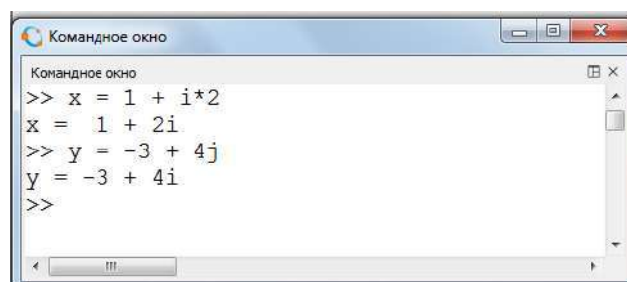 Командное окно
Командное окно
>> x = 1 + i*2
x =  1 + 2i
>> y = -3 + 4j
y = -3 + 4i
>>